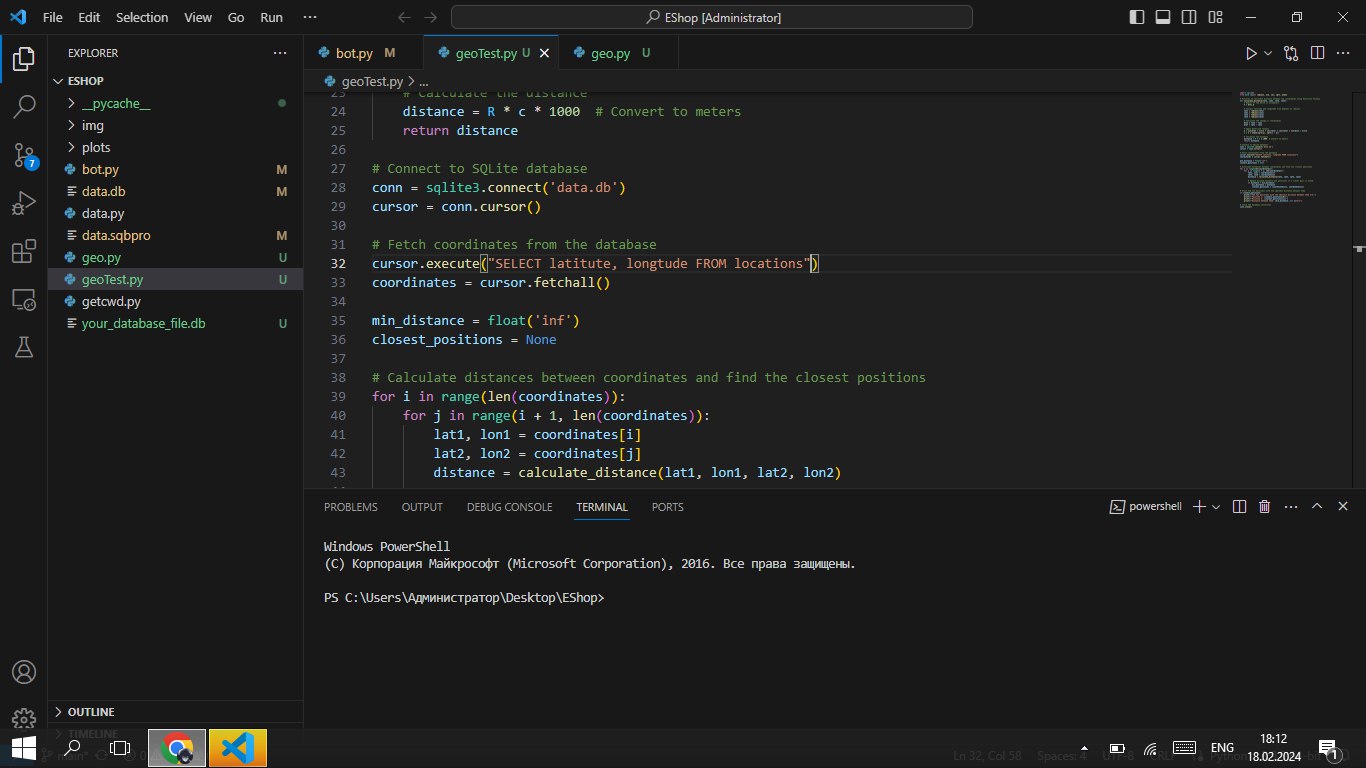 File Edit Selection View Go Run ···
EShop [Administrator]
EXPLORER
ESHOP
__pycache__
img
plots
bot.py M
data.db M
data.py
data.sqbpro M
geo.py U
geoTest.py U
getcwd.py
your_database_file.db U
OUTLINE
TIMELINE
7
bot.py M
geoTest.py U
geo.py U
geoTest.py > ...
23 # Calculate the distance
24 distance = R * c * 1000  # Convert to meters
25 return distance
26
27 # Connect to SQLite database
28 conn = sqlite3.connect('data.db')
29 cursor = conn.cursor()
30
31 # Fetch coordinates from the database
32 cursor.execute("SELECT latitute, longtude FROM locations")
33 coordinates = cursor.fetchall()
34
35 min_distance = float('inf')
36 closest_positions = None
37
38 # Calculate distances between coordinates and find the closest positions
39 for i in range(len(coordinates)):
40 for j in range(i + 1, len(coordinates)):
41 lat1, lon1 = coordinates[i]
42 lat2, lon2 = coordinates[j]
43 distance = calculate_distance(lat1, lon1, lat2, lon2)
PROBLEMS OUTPUT DEBUG CONSOLE TERMINAL PORTS
powershell
Windows PowerShell
(C) Корпорация Майкрософт (Microsoft Corporation), 2016. Все права защищены.
PS C:\Users\Администратор\Desktop\EShop>
main*
Ln 32, Col 58 Spaces: 4 UTF-8 CRLF Python
ENG
18:12
18.02.2024
1